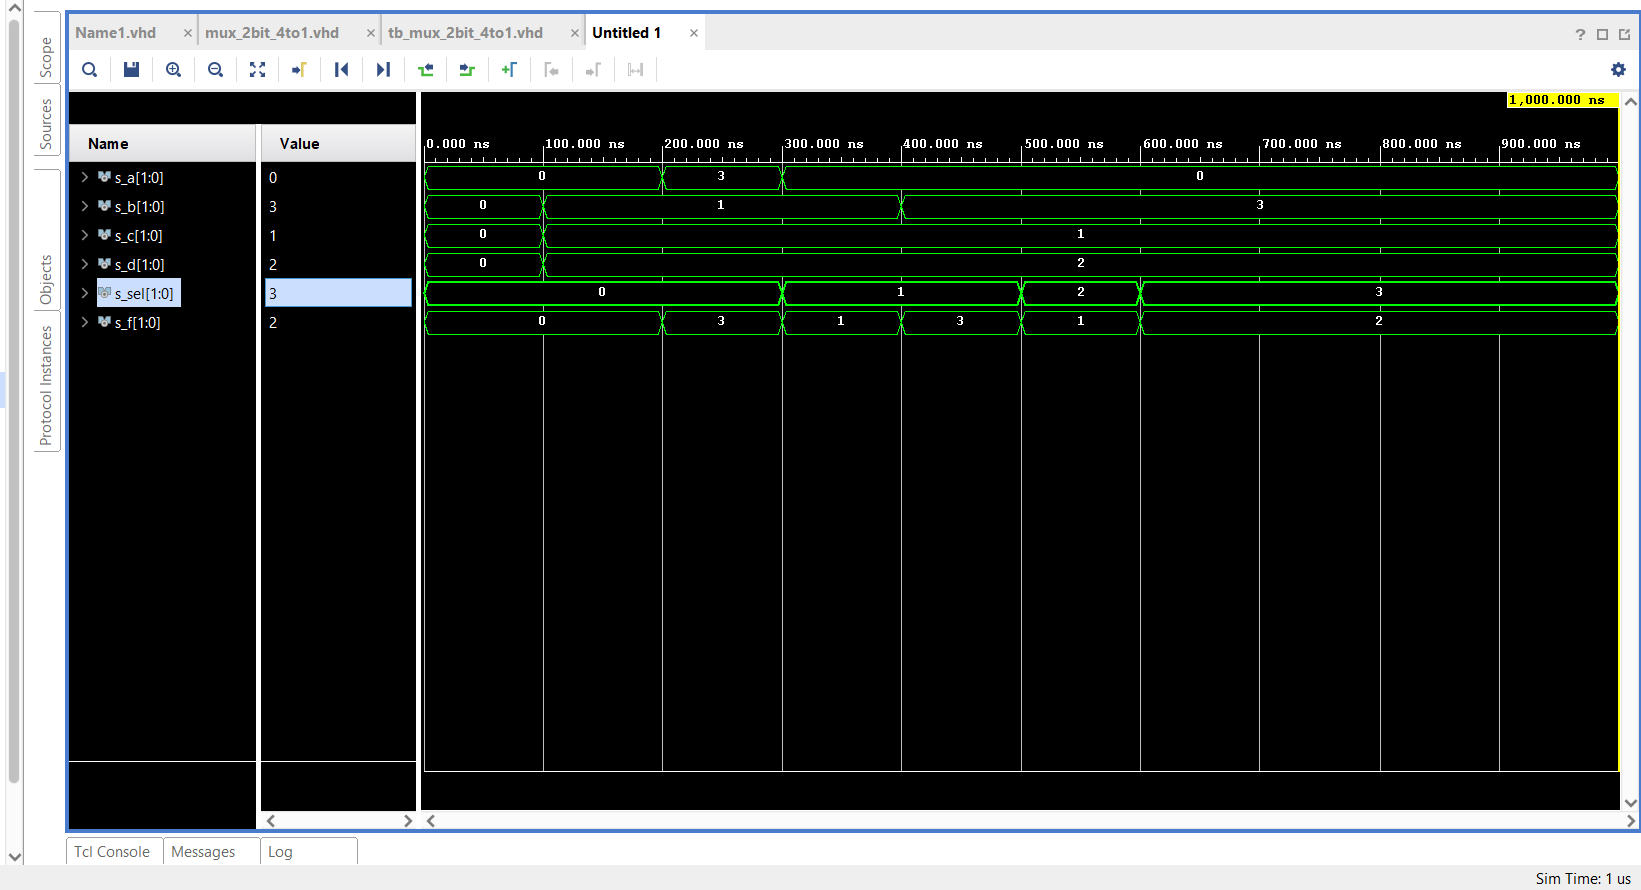 Name1.vhd × mux_2bit_4to1.vhd × tb_mux_2bit_4to1.vhd × Untitled 1 ×
?
Scope
Sources
Objects
Protocol Instances
1,000.000 ns
Name Value
0.000 ns 100.000 ns 200.000 ns 300.000 ns 400.000 ns 500.000 ns 600.000 ns 700.000 ns 800.000 ns 900.000 ns
s_a[1:0] 0 0 3 0
s_b[1:0] 3 0 1 3
s_c[1:0] 1 0 1
s_d[1:0] 2 0 2
s_sel[1:0] 3 0 1 2 3
s_f[1:0] 2 0 3 1 3 1 2
Tcl Console Messages Log
Sim Time: 1 us